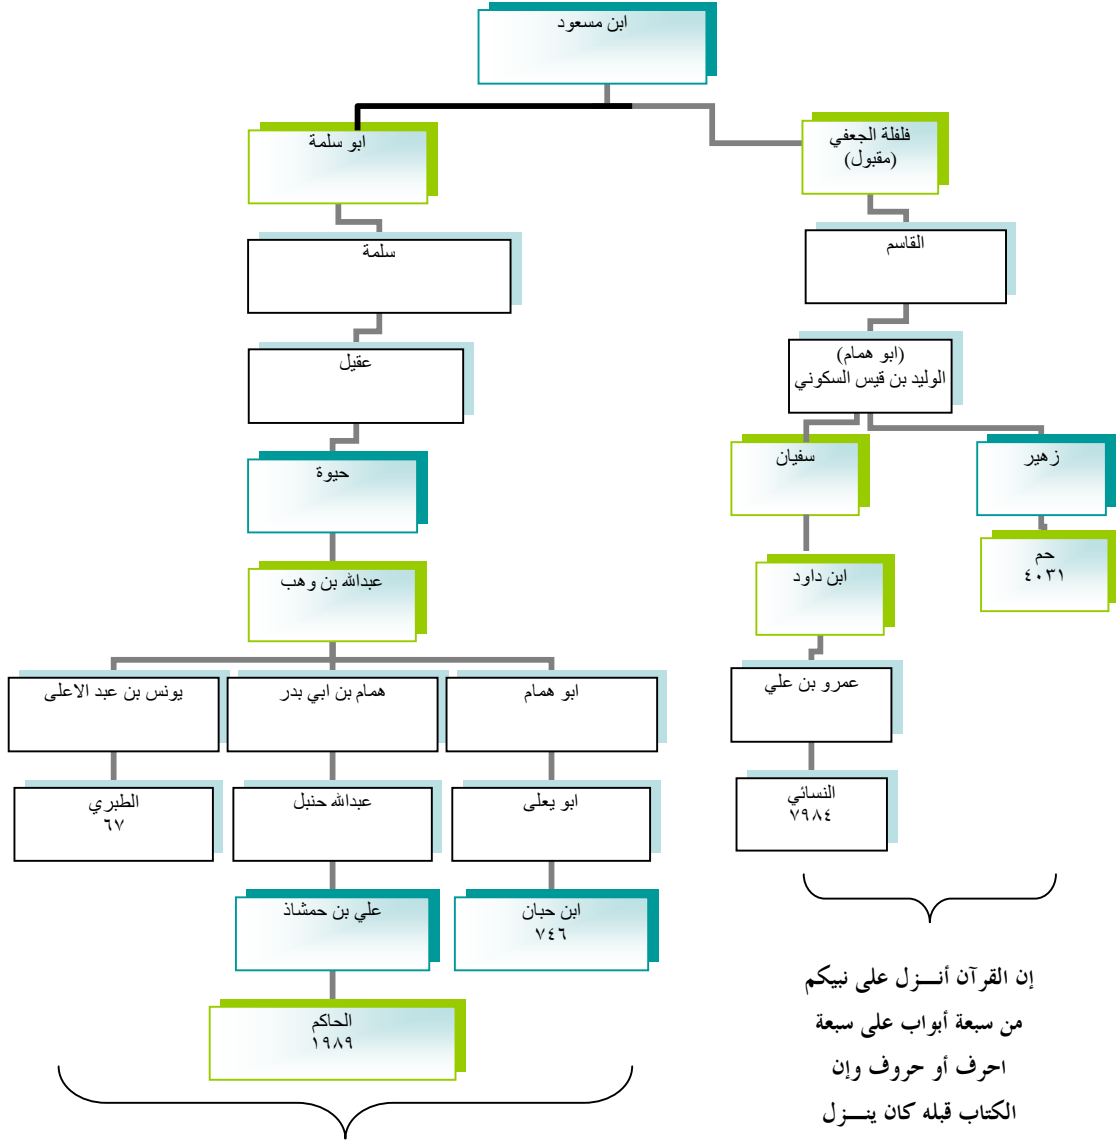 ابن مسعود
فلفلة الجعفي
(مقبول)
ابو سلمة
القاسم
سلمة
(ابو همام)
الوليد بن قيس السكوني
عقيل
زهير
سفيان
حيوة
حم
٤٠٣١
ابن داود
عبدالله بن وهب
عمرو بن علي
ابو همام
همام بن ابي بدر
يونس بن عبد الاعلى
النسائي
٧٩٨٤
ابو يعلى
عبدالله حنبل
الطبري
٦٧
ابن حبان
٧٤٦
علي بن حمشاذ
الحاكم
١٩٨٩
إن القرآن أنـــزل على نبيكم
من سبعة أبواب على سبعة
احرف أو حروف وإن
الكتاب قبله كان ينـــزل